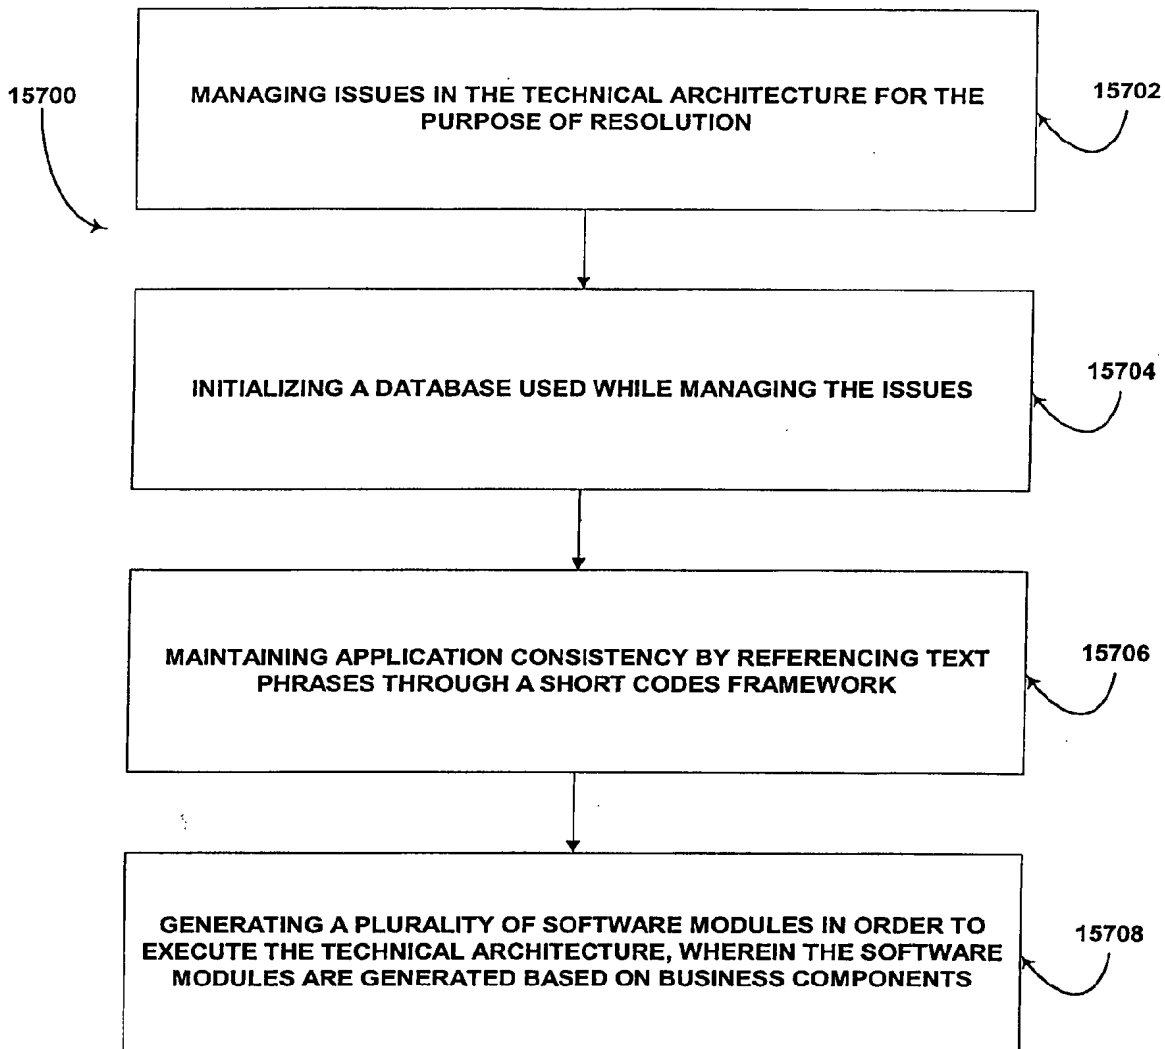 15700
MANAGING ISSUES IN THE TECHNICAL ARCHITECTURE FOR THE
PURPOSE OF RESOLUTION
15702
INITIALIZING A DATABASE USED WHILE MANAGING THE ISSUES
15704
MAINTAINING APPLICATION CONSISTENCY BY REFERENCING TEXT
PHRASES THROUGH A SHORT CODES FRAMEWORK
15706
GENERATING A PLURALITY OF SOFTWARE MODULES IN ORDER TO
EXECUTE THE TECHNICAL ARCHITECTURE, WHEREIN THE SOFTWARE
MODULES ARE GENERATED BASED ON BUSINESS COMPONENTS
15708